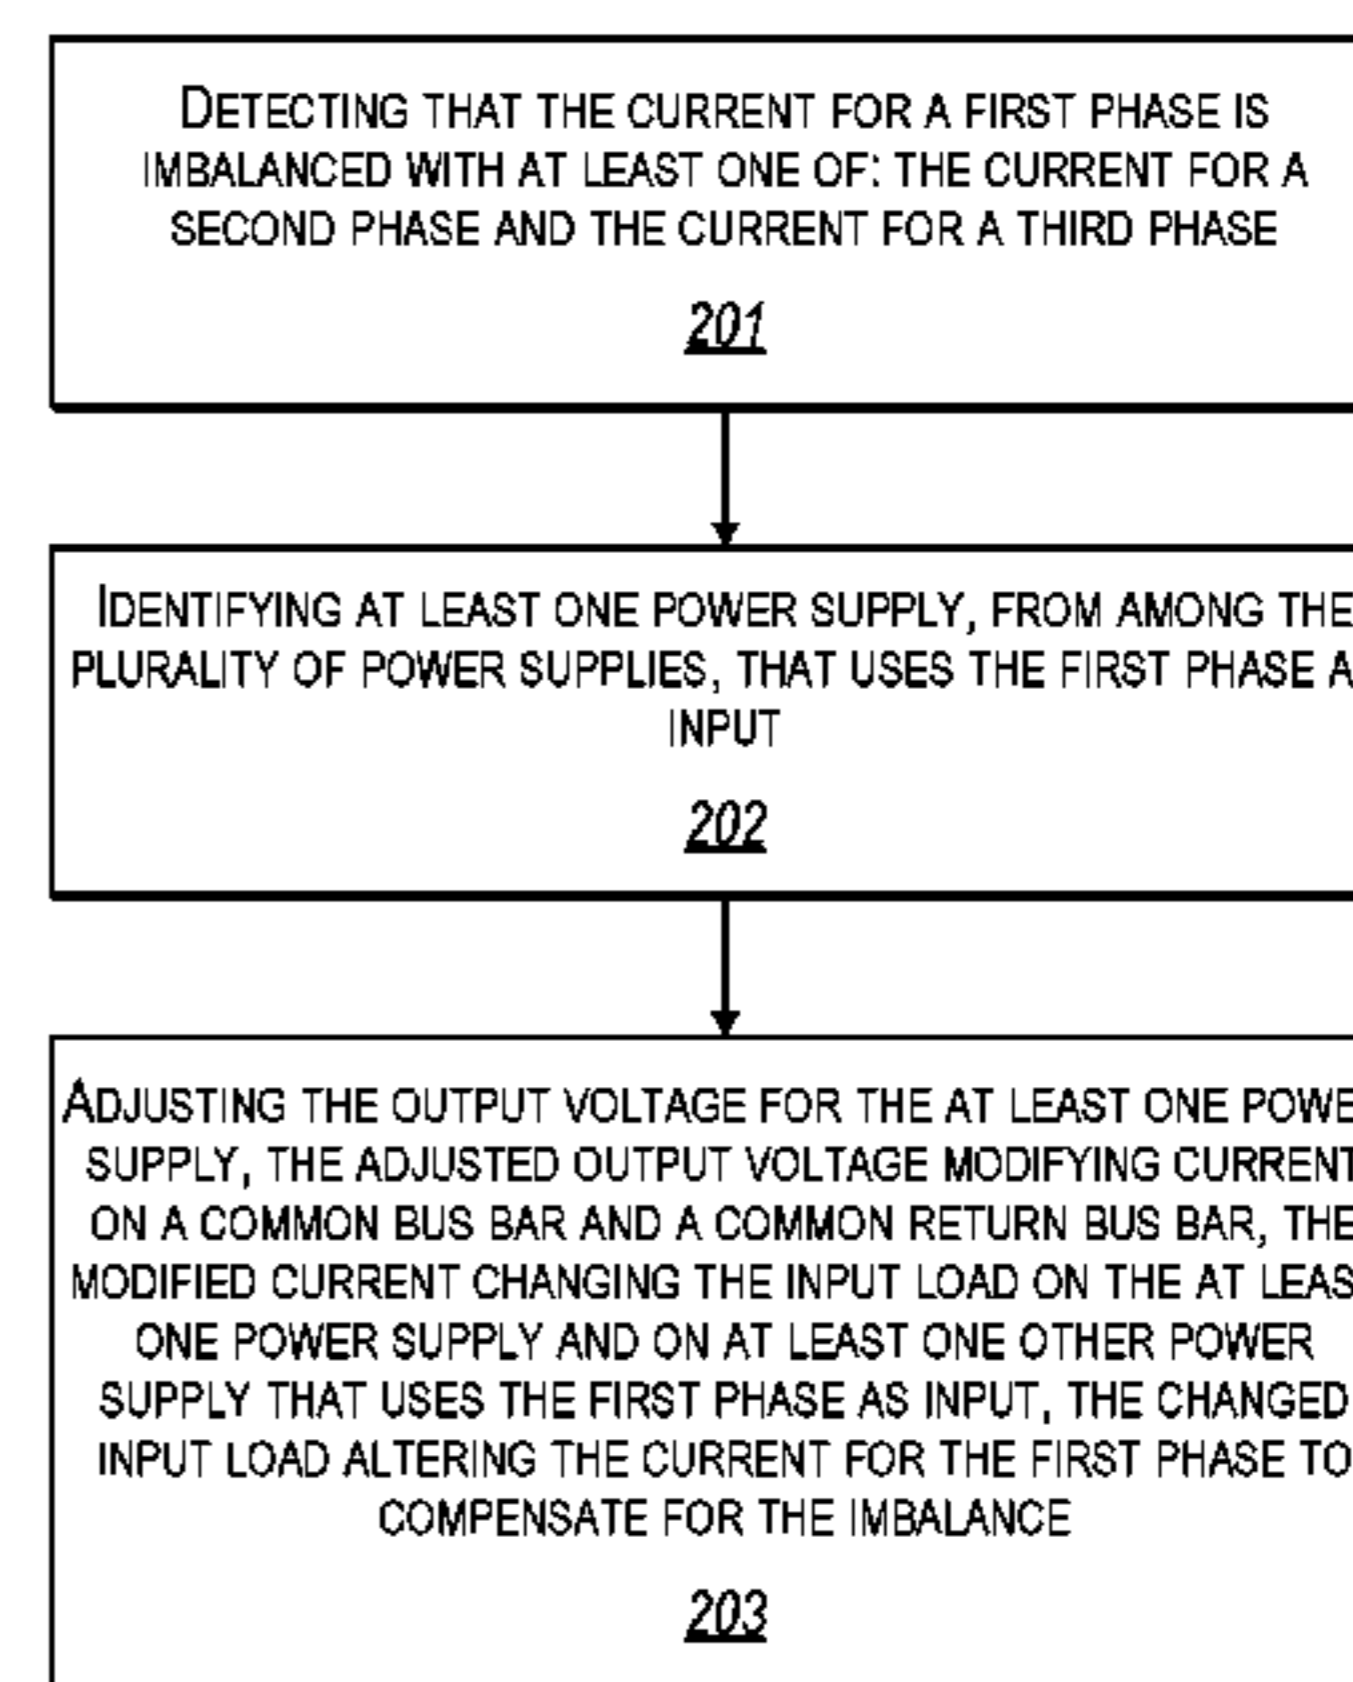 DETECTING THAT THE CURRENT FOR A FIRST PHASE IS
IMBALANCED WITH AT LEAST ONE OF: THE CURRENT FOR A
SECOND PHASE AND THE CURRENT FOR A THIRD PHASE
201
IDENTIFYING AT LEAST ONE POWER SUPPLY, FROM AMONG THE
PLURALITY OF POWER SUPPLIES, THAT USES THE FIRST PHASE A
INPUT
202
ADJUSTING THE OUTPUT VOLTAGE FOR THE AT LEAST ONE POWE
SUPPLY, THE ADJUSTED OUTPUT VOLTAGE MODIFYING CURRENT
ON A COMMON BUS BAR AND A COMMON RETURN BUS BAR, THE
MODIFIED CURRENT CHANGING THE INPUT LOAD ON THE AT LEAS
ONE POWER SUPPLY AND ON AT LEAST ONE OTHER POWER
SUPPLY THAT USES THE FIRST PHASE AS INPUT, THE CHANGED
INPUT LOAD ALTERING THE CURRENT FOR THE FIRST PHASE TO
COMPENSATE FOR THE IMBALANCE
203